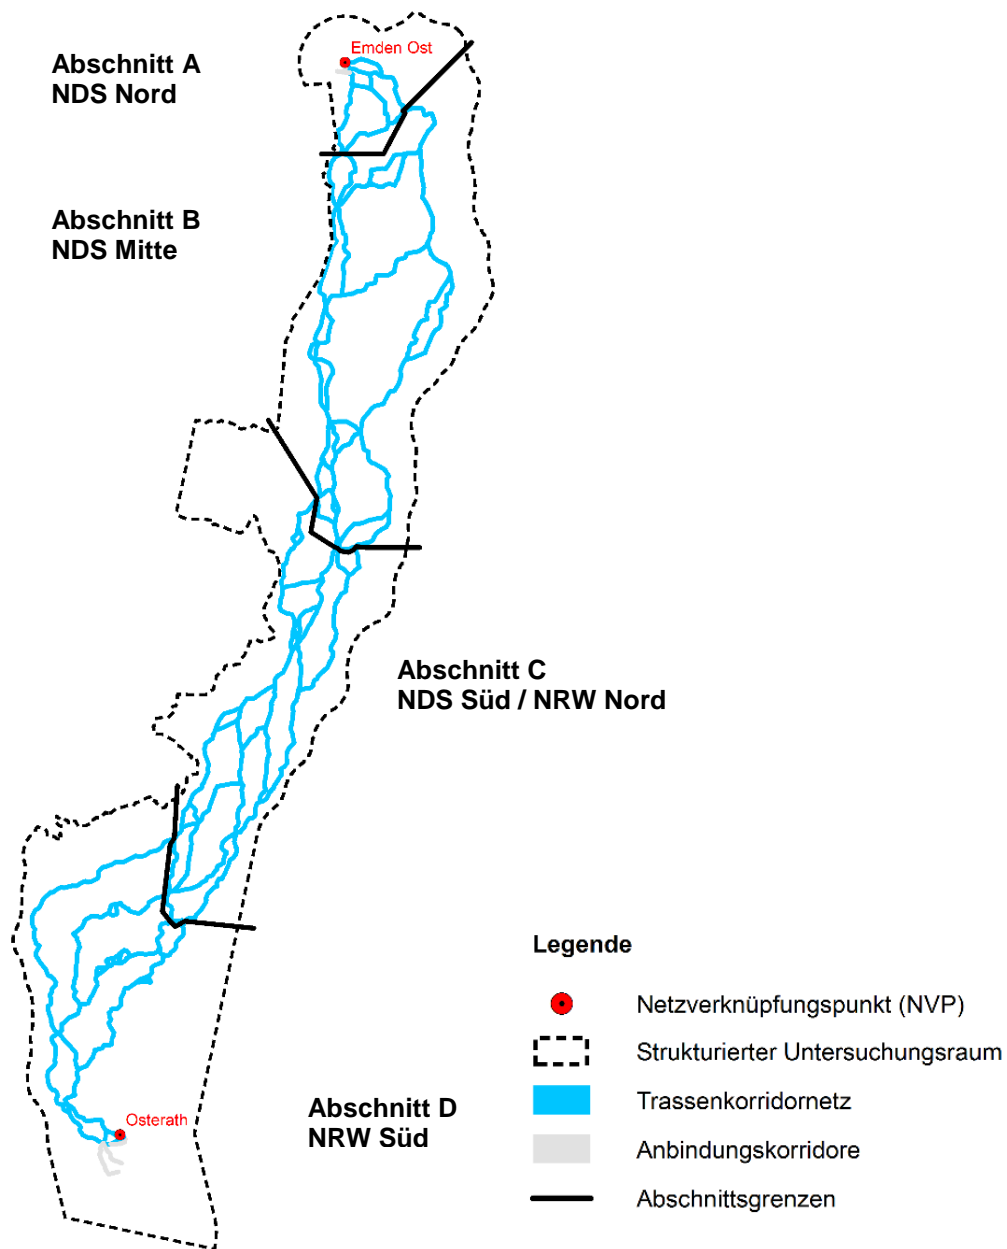 Emden Ost
Abschnitt A
NDS Nord
Abschnitt B
NDS Mitte
Abschnitt C
NDS Süd / NRW Nord
Abschnitt D
NRW Süd
Osterath
Legende
Netzverknüpfungspunkt (NVP)
Strukturierter Untersuchungsraum
Trassenkorridornetz
Anbindungskorridore
Abschnittsgrenzen